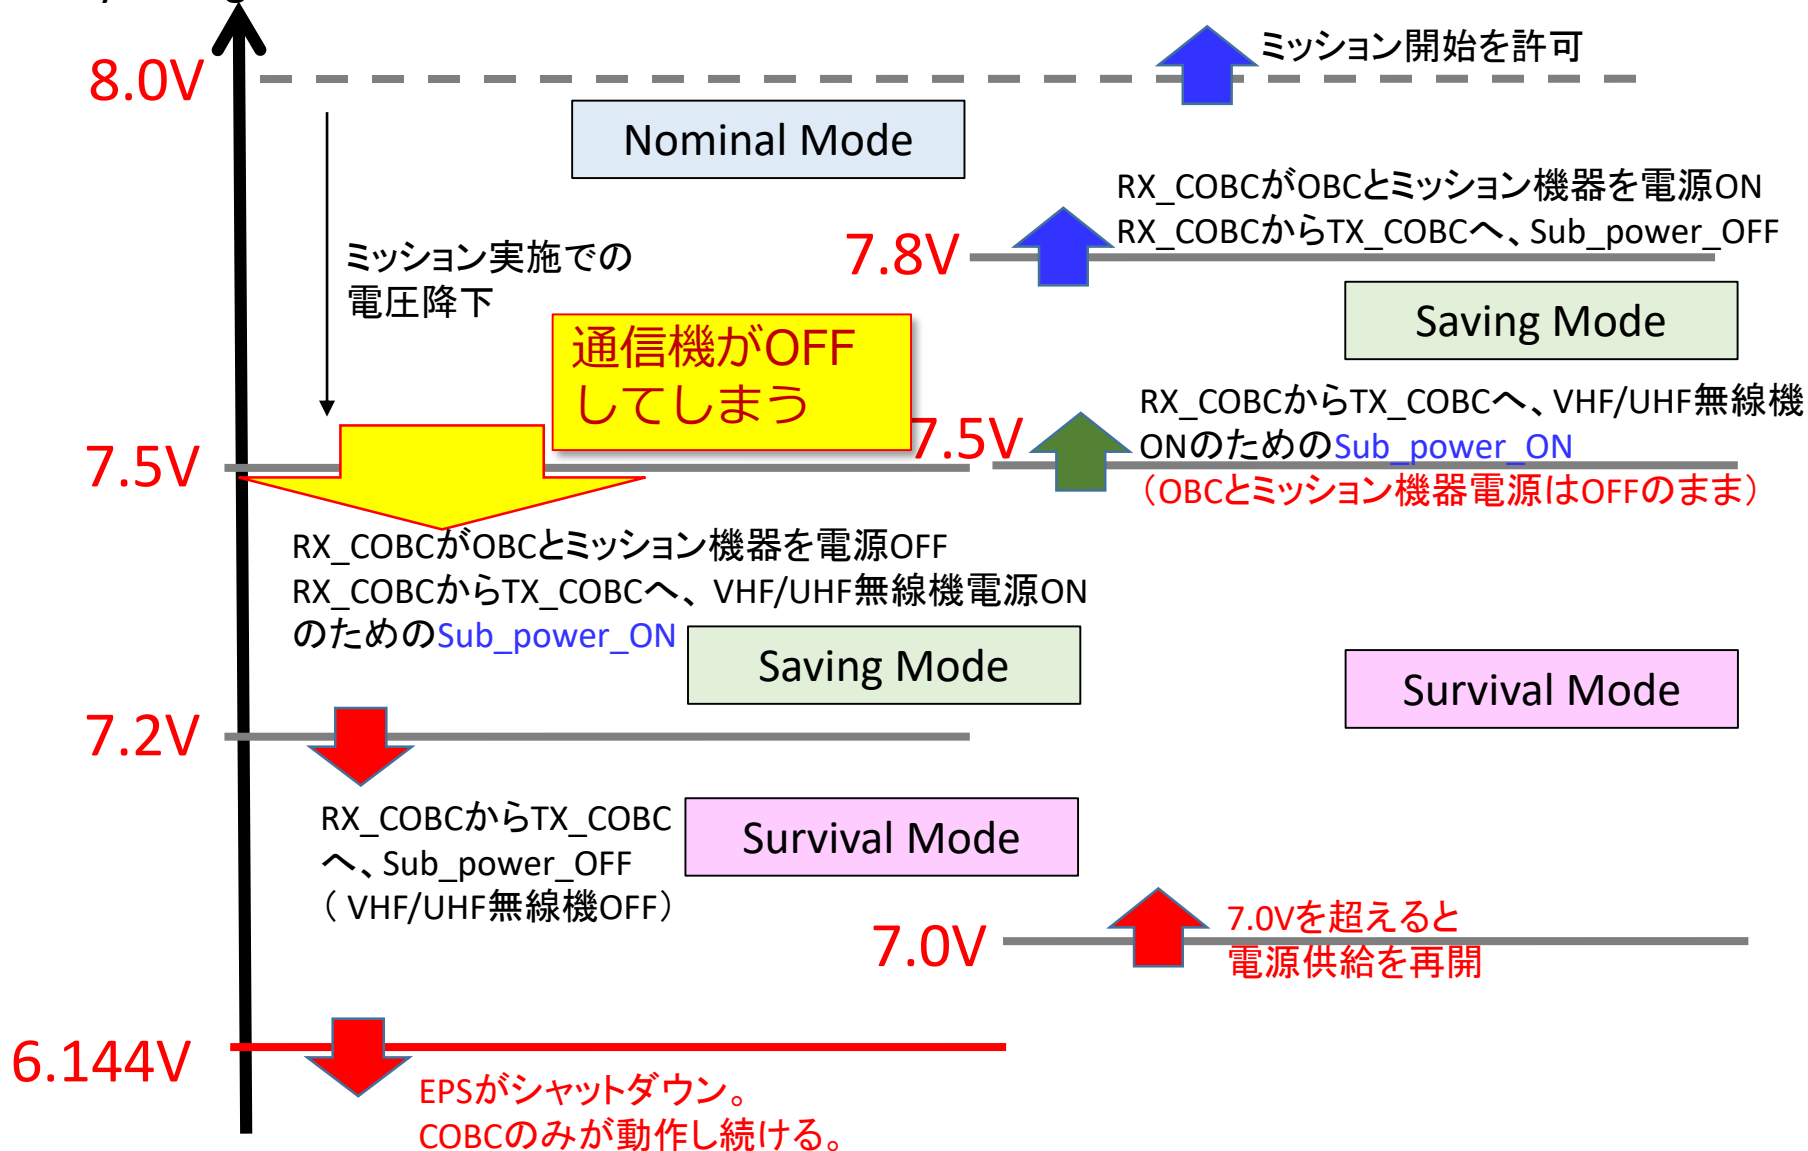 8.0V
ミッション開始を許可
Nominal Mode
RX_COBCがOBCとミッション機器を電源ON
RX_COBCからTX_COBCへ、Sub_power_OFF
7.8V
ミッション実施での
電圧降下
Saving Mode
通信機がOFF
してしまう
RX_COBCからTX_COBCへ、VHF/UHF無線機
ONのためのSub_power_ON
（OBCとミッション機器電源はOFFのまま）
7.5V
7.5V
RX_COBCがOBCとミッション機器を電源OFF
RX_COBCからTX_COBCへ、VHF/UHF無線機電源ON
のためのSub_power_ON
Saving Mode
Survival Mode
7.2V
RX_COBCからTX_COBC
へ、Sub_power_OFF
（ VHF/UHF無線機OFF）
Survival Mode
7.0V
7.0Vを超えると
電源供給を再開
6.144V
EPSがシャットダウン。
COBCのみが動作し続ける。